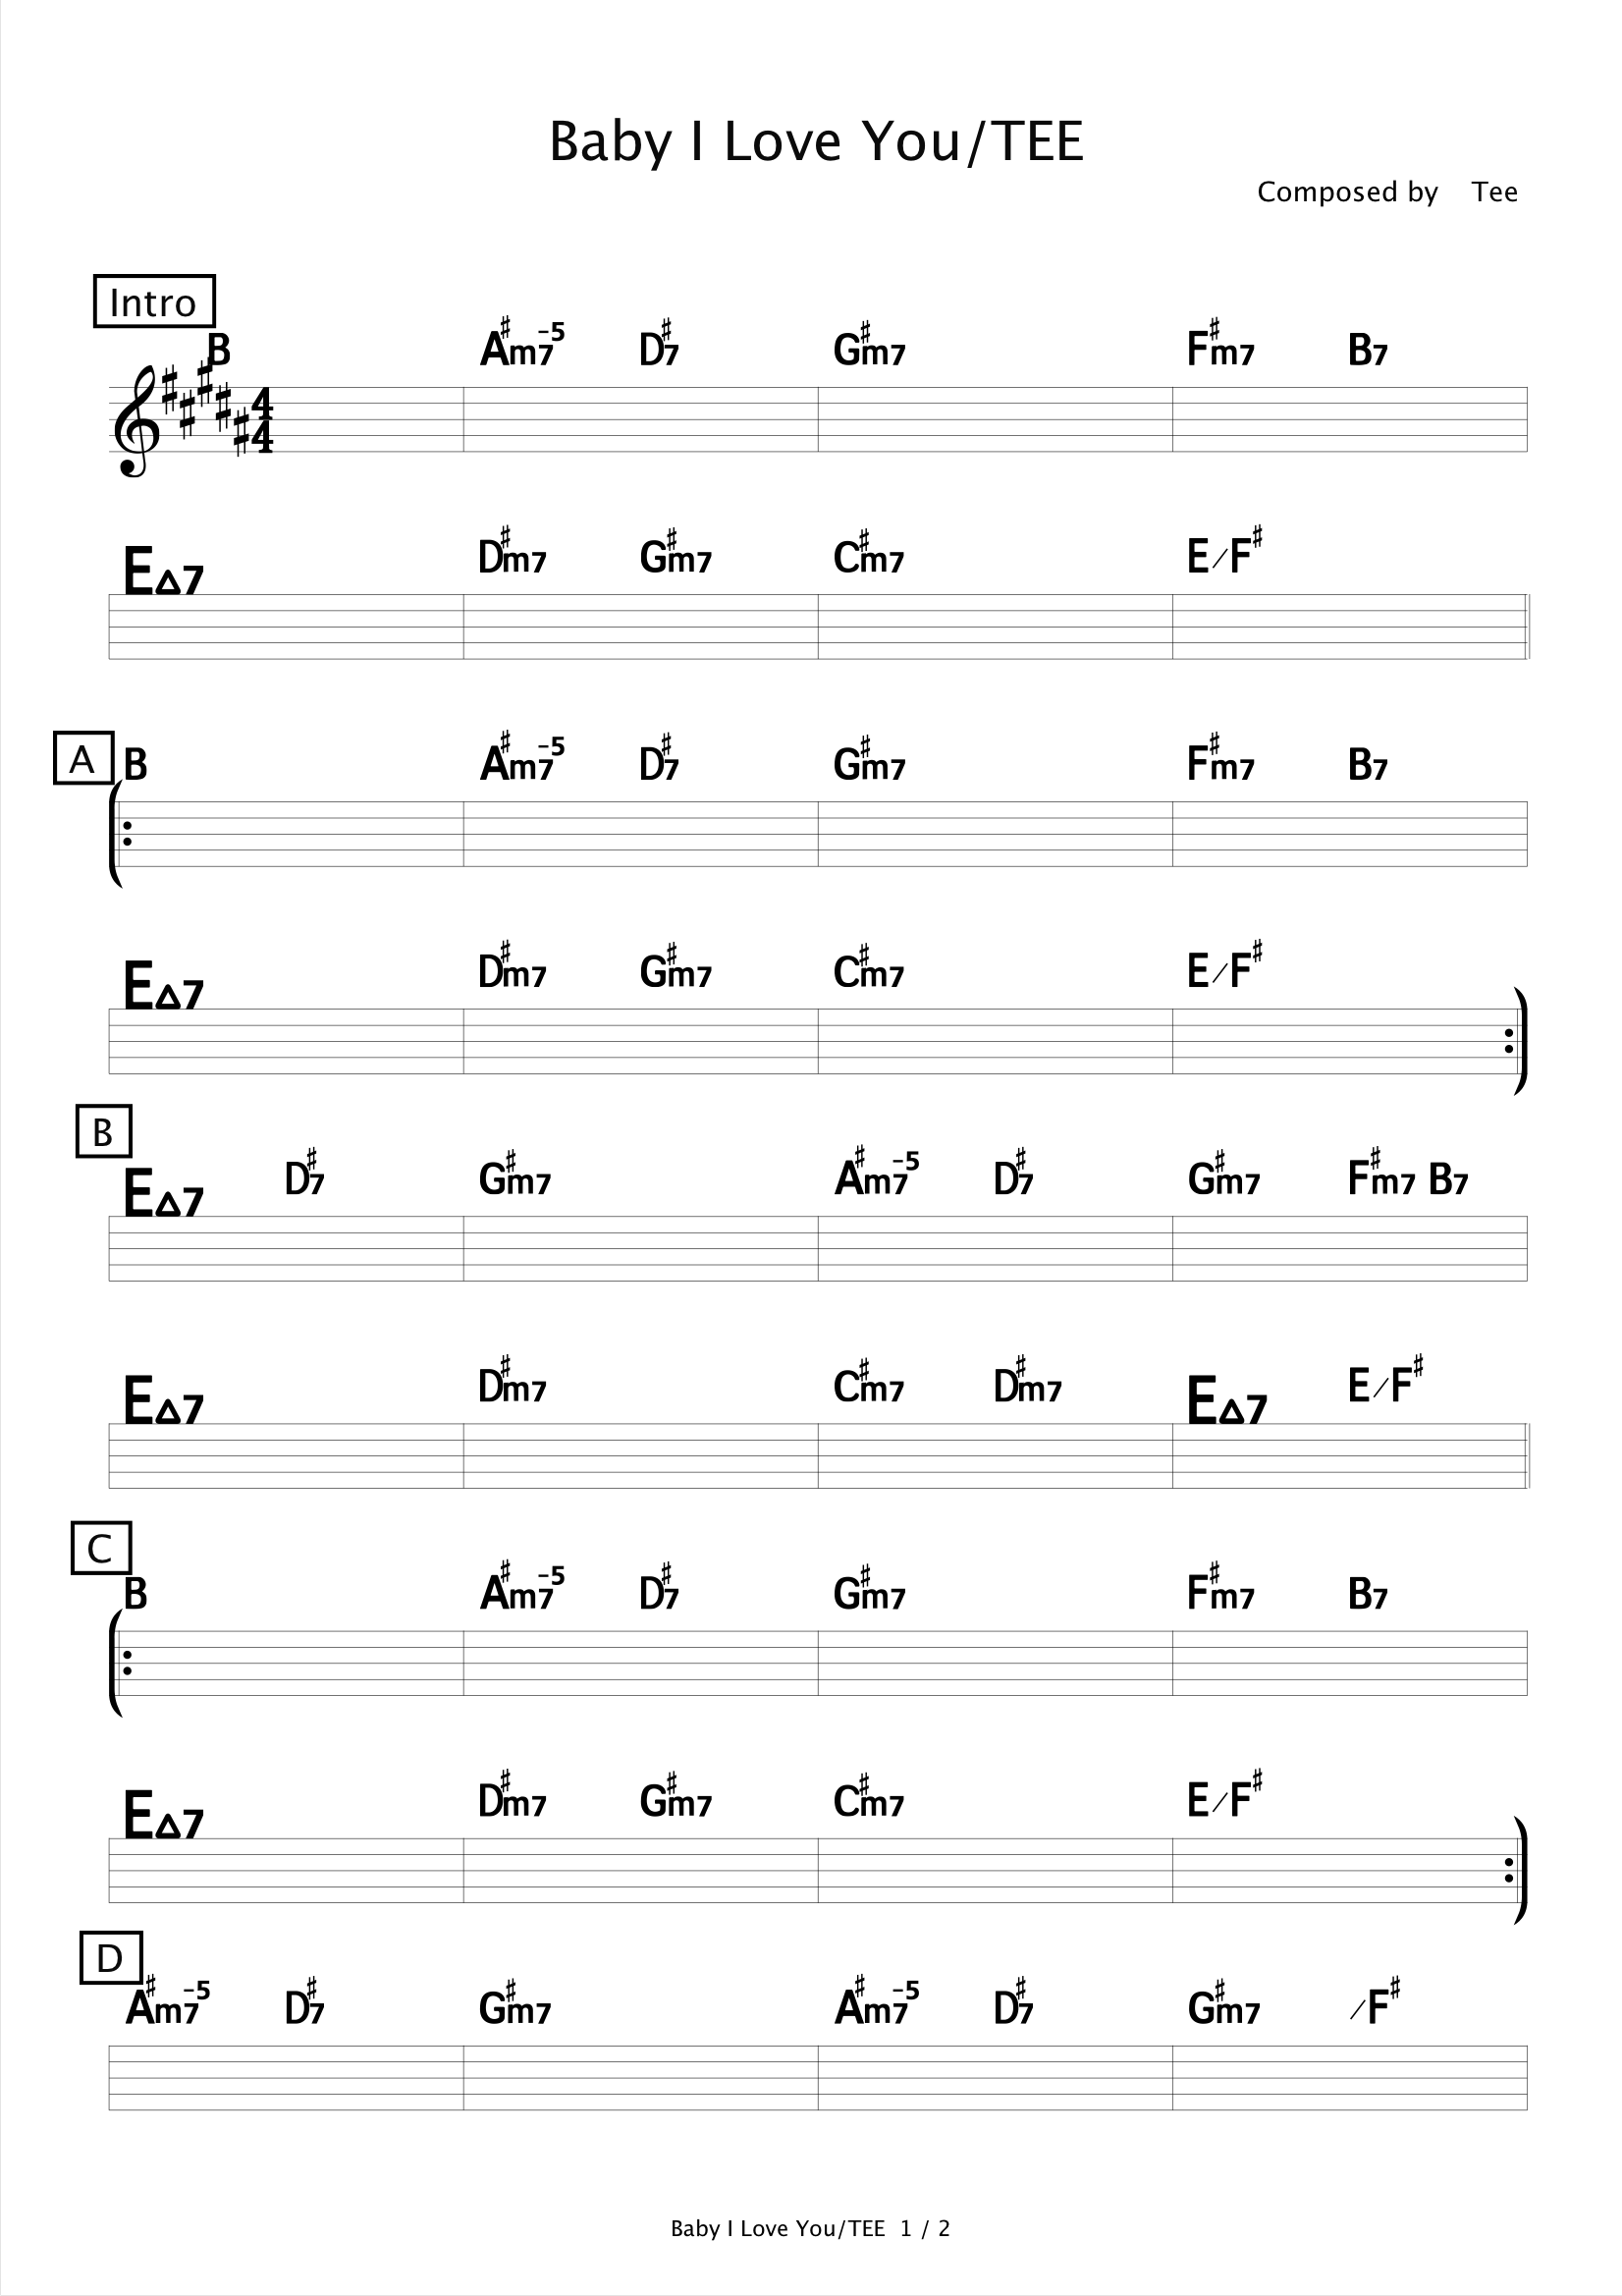 Baby I Love You/TEE
Composed by Tee
Intro
B A♯m7-5 D♯7 G♯m7 F♯m7 B7
4
4
E△7 D♯m7 G♯m7 C♯m7 E/F♯
A
B A♯m7-5 D♯7 G♯m7 F♯m7 B7
E△7 D♯m7 G♯m7 C♯m7 E/F♯
B
E△7 D♯7 G♯m7 A♯m7-5 D♯7 G♯m7 F♯m7 B7
E△7 D♯m7 C♯m7 D♯m7 E△7 E/F♯
C
B A♯m7-5 D♯7 G♯m7 F♯m7 B7
E△7 D♯m7 G♯m7 C♯m7 E/F♯
D
A♯m7-5 D♯7 G♯m7 A♯m7-5 D♯7 G♯m7 /F♯
Baby I Love You/TEE 1 / 2